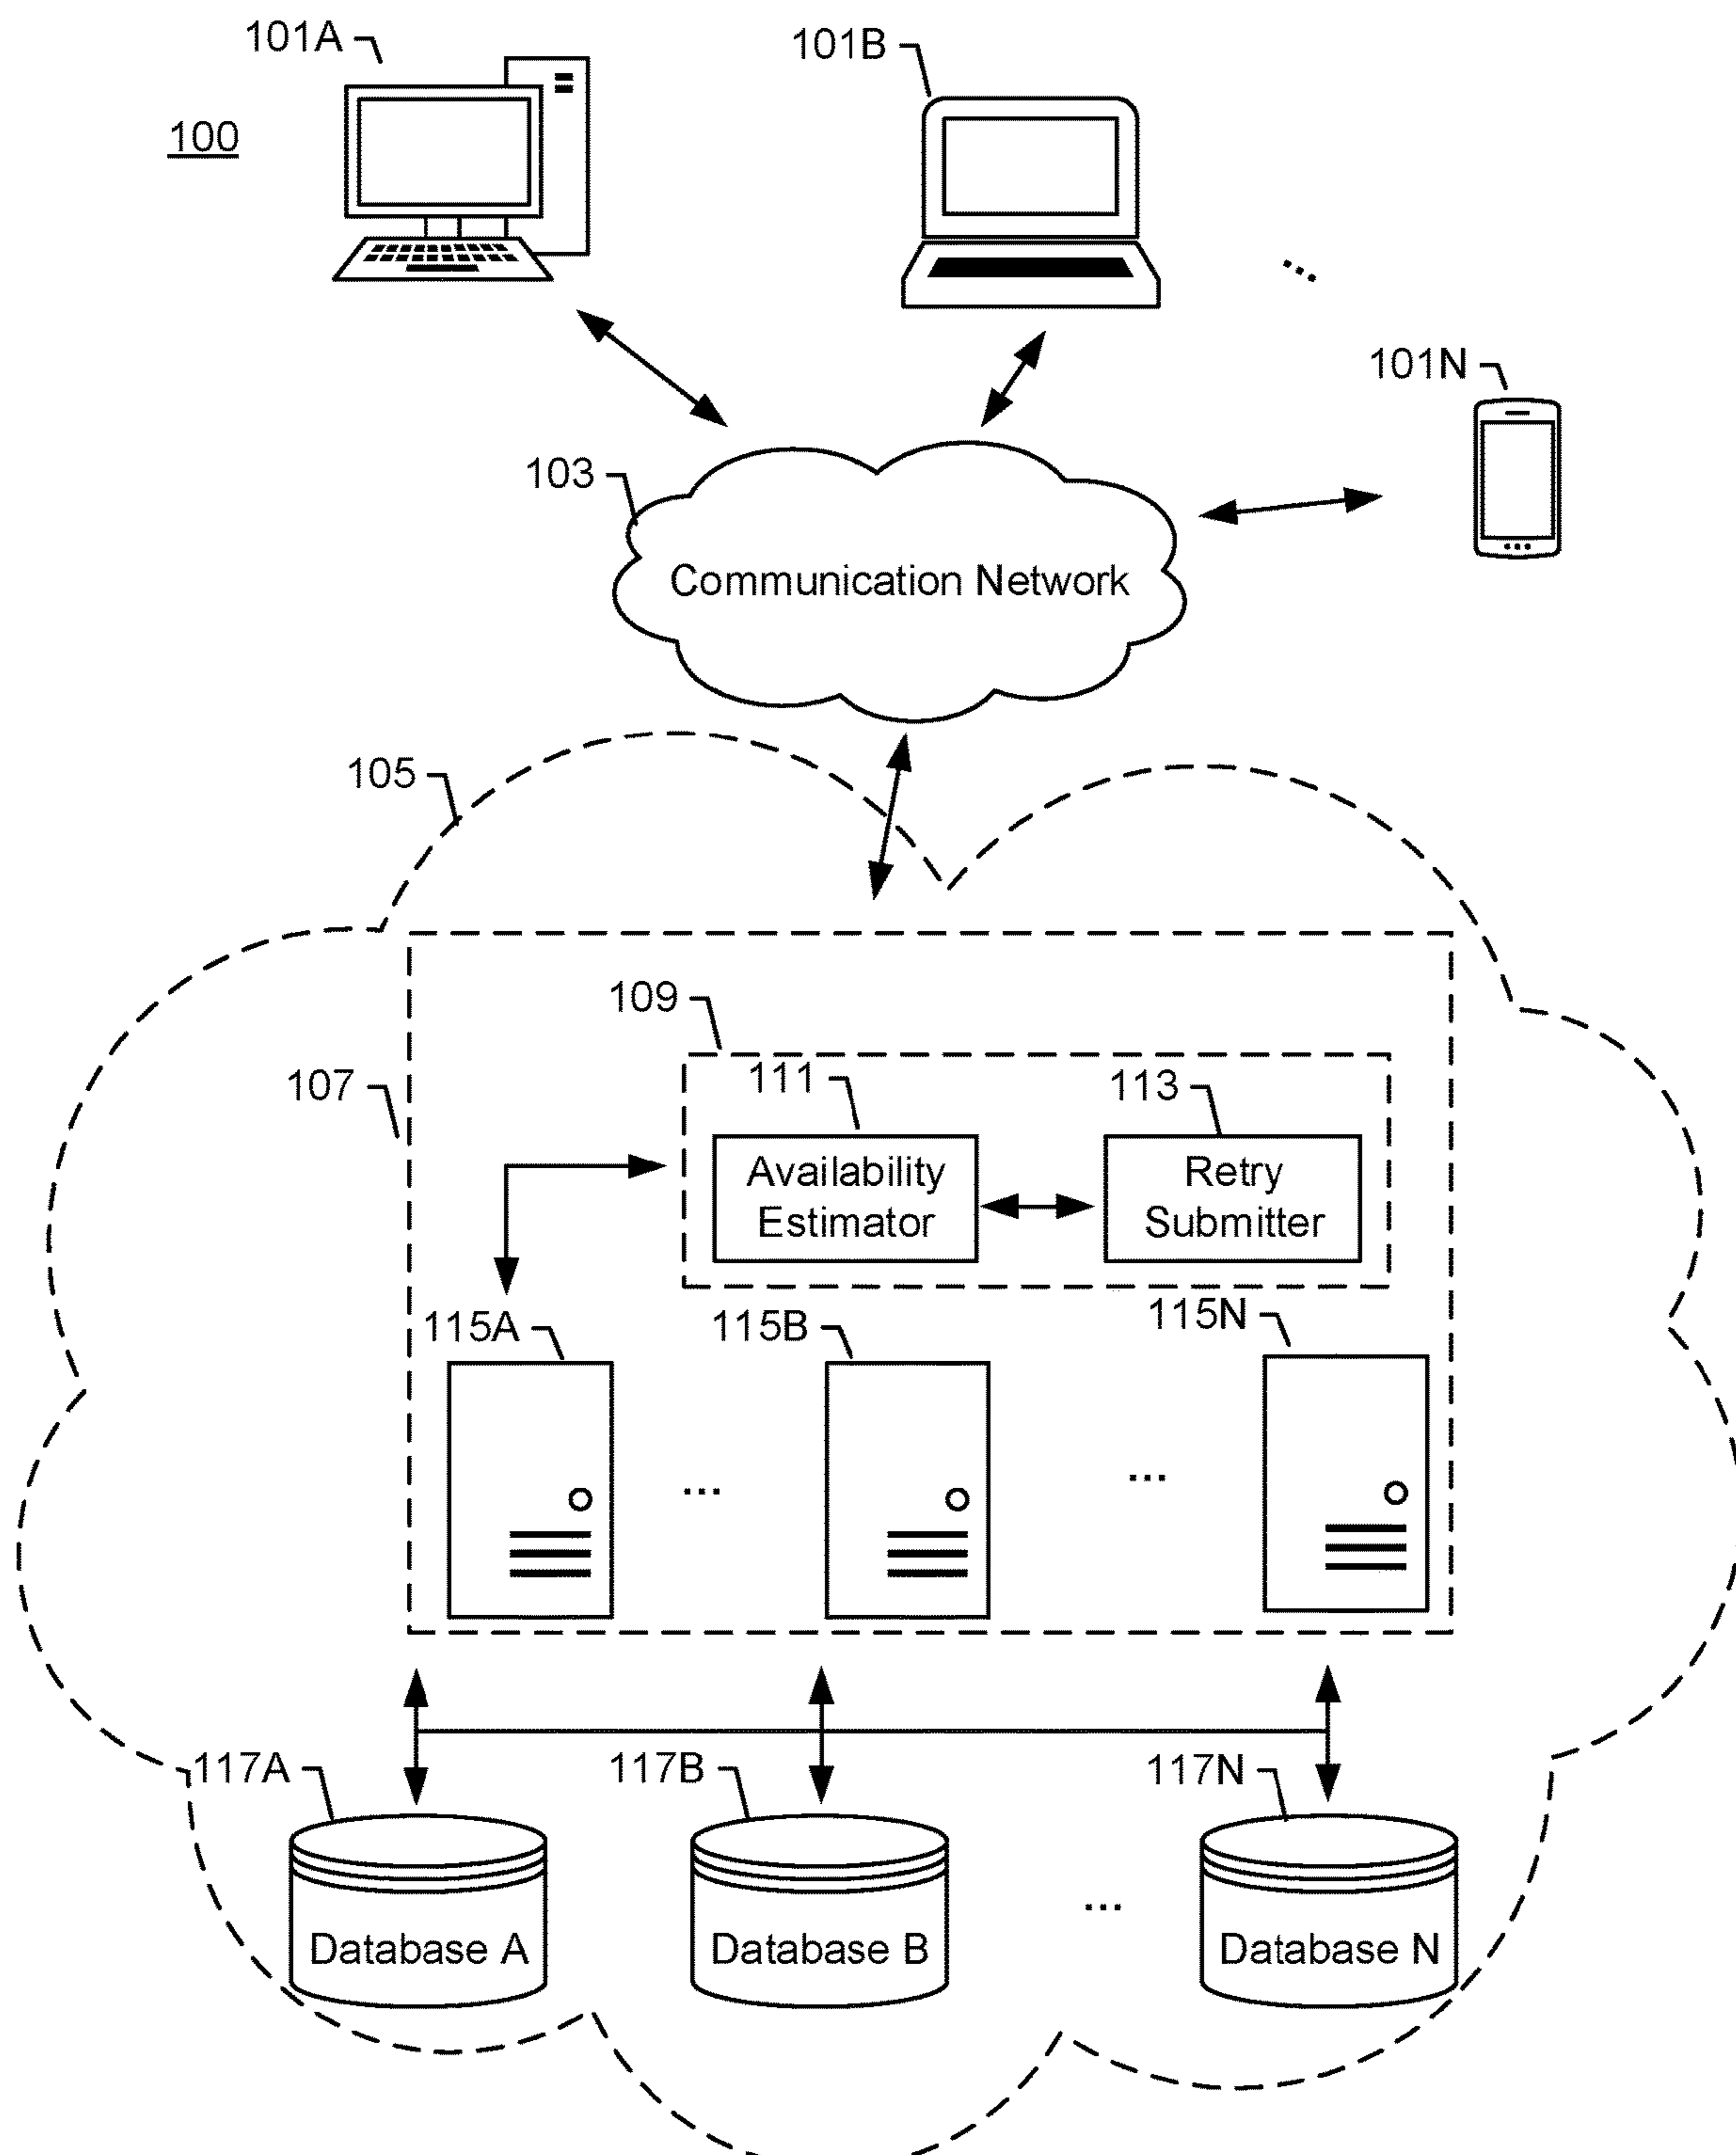 101A
101B
100
101N
103
Communication Network
105
109
107
111
113
Availability
Estimator
Retry
Submitter
115A
115B
115N
...
...
117A
117B
117N
Database A
Database B
...
Database N